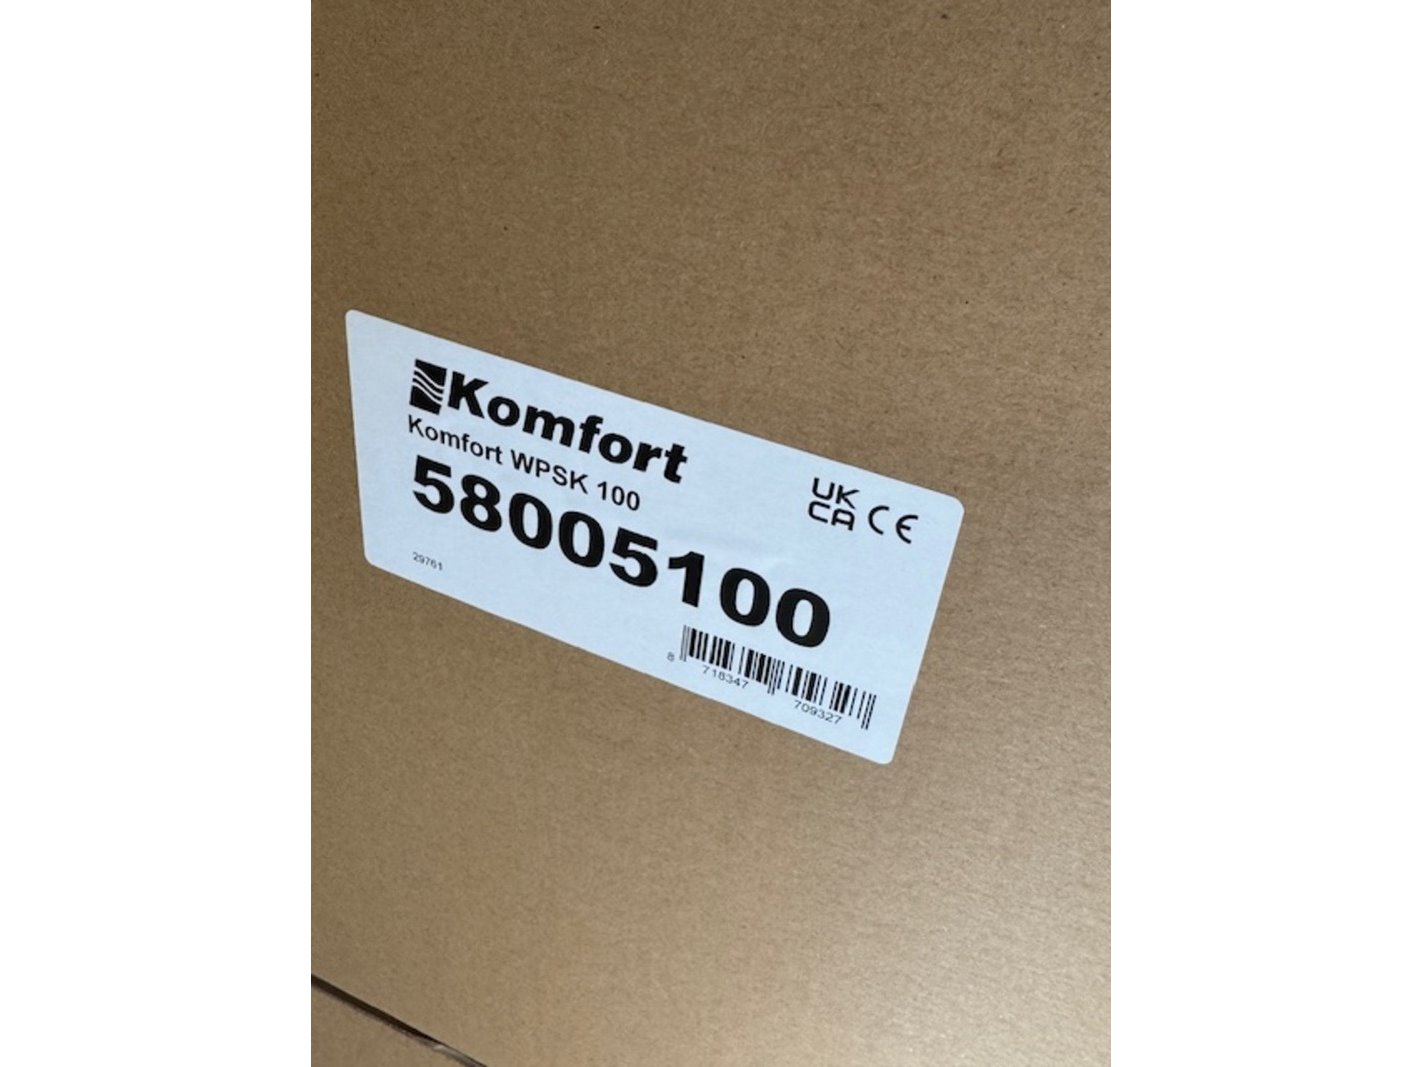 Komfort
Komfort WPSK 100
58005100
UK
CA CE
29761
8 718347 709327